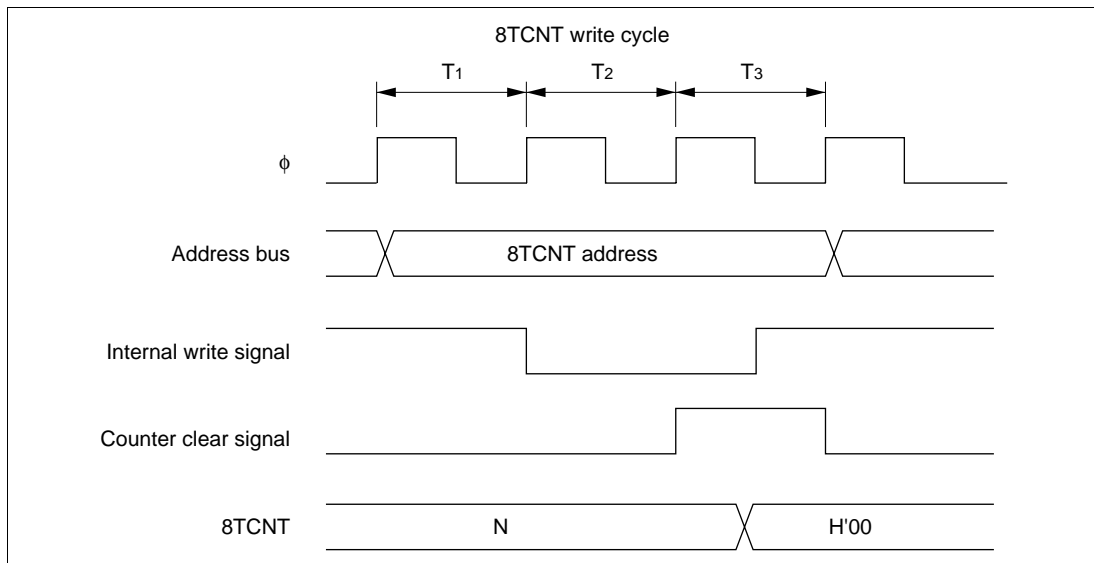 8TCNT write cycle
T1 T2 T3
ϕ
Address bus 8TCNT address
Internal write signal
Counter clear signal
8TCNT N H'00